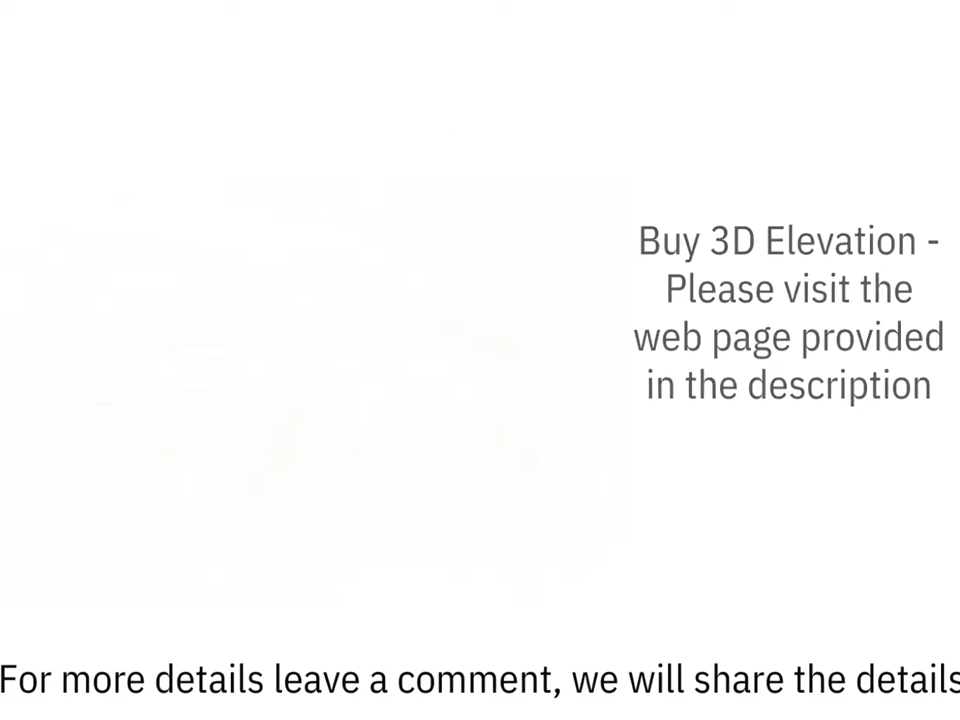 Buy 3D Elevation -
Please visit the
web page provided
in the description
For more details leave a comment, we will share the details